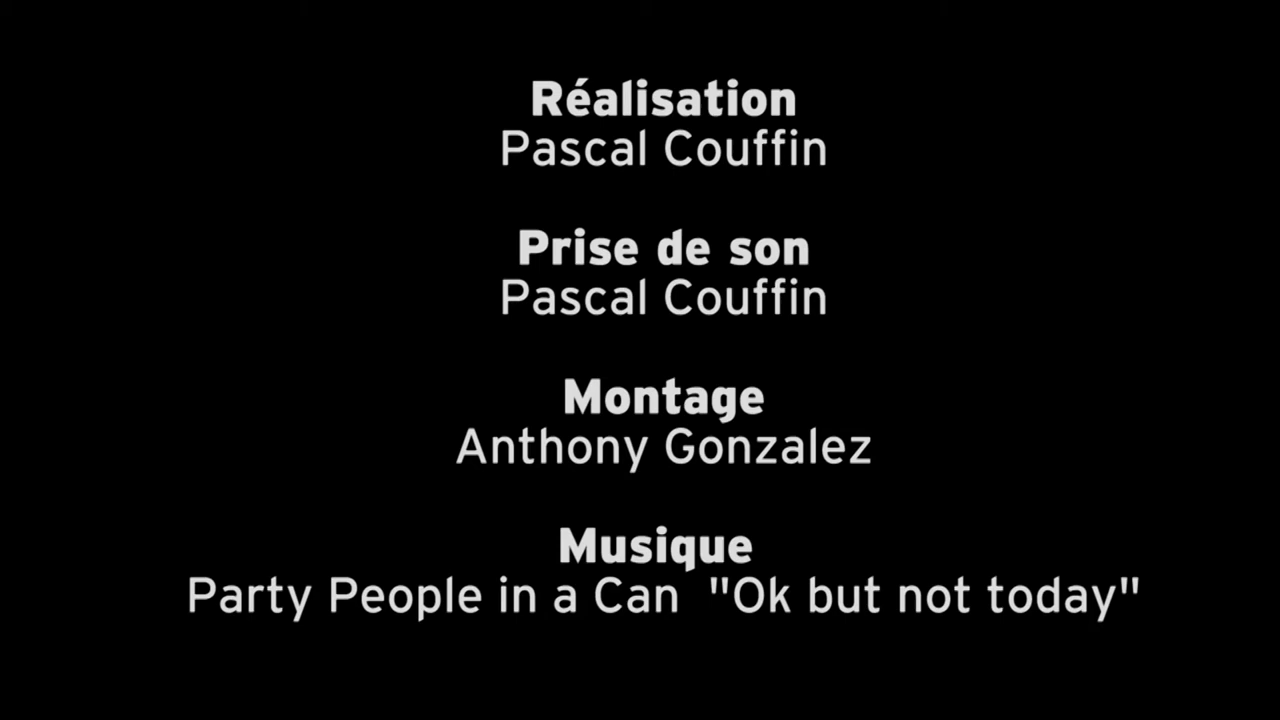 Réalisation
Pascal Couffin
Prise de son
Pascal Couffin
Montage
Anthony Gonzalez
Musique
Party People in a Can "Ok but not today"